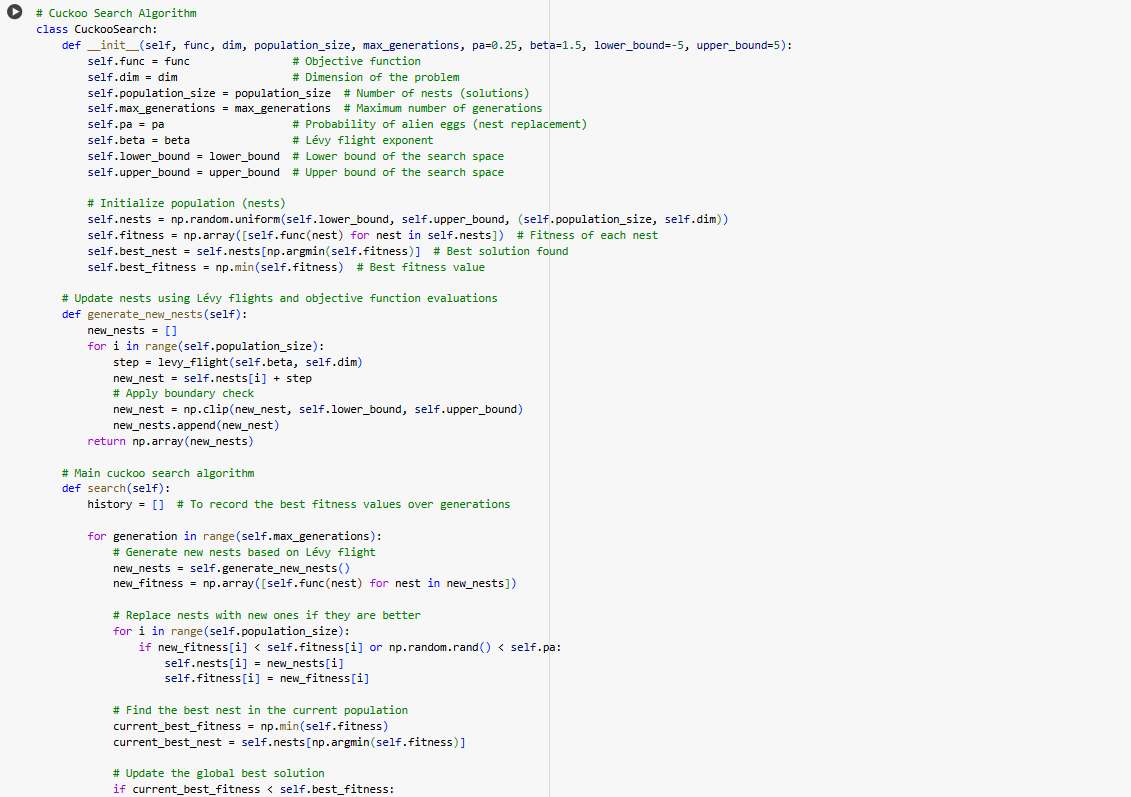 # Cuckoo Search Algorithm
class CuckooSearch:
    def __init__(self, func, dim, population_size, max_generations, pa=0.25, beta=1.5, lower_bound=-5, upper_bound=5):
        self.func = func                # Objective function
        self.dim = dim                  # Dimension of the problem
        self.population_size = population_size  # Number of nests (solutions)
        self.max_generations = max_generations  # Maximum number of generations
        self.pa = pa                    # Probability of alien eggs (nest replacement)
        self.beta = beta                # Lévy flight exponent
        self.lower_bound = lower_bound  # Lower bound of the search space
        self.upper_bound = upper_bound  # Upper bound of the search space

        # Initialize population (nests)
        self.nests = np.random.uniform(self.lower_bound, self.upper_bound, (self.population_size, self.dim))
        self.fitness = np.array([self.func(nest) for nest in self.nests])  # Fitness of each nest
        self.best_nest = self.nests[np.argmin(self.fitness)]  # Best solution found
        self.best_fitness = np.min(self.fitness)  # Best fitness value

    # Update nests using Lévy flights and objective function evaluations
    def generate_new_nests(self):
        new_nests = []
        for i in range(self.population_size):
            step = levy_flight(self.beta, self.dim)
            new_nest = self.nests[i] + step
            # Apply boundary check
            new_nest = np.clip(new_nest, self.lower_bound, self.upper_bound)
            new_nests.append(new_nest)
        return np.array(new_nests)

    # Main cuckoo search algorithm
    def search(self):
        history = []  # To record the best fitness values over generations

        for generation in range(self.max_generations):
            # Generate new nests based on Lévy flight
            new_nests = self.generate_new_nests()
            new_fitness = np.array([self.func(nest) for nest in new_nests])

            # Replace nests with new ones if they are better
            for i in range(self.population_size):
                if new_fitness[i] < self.fitness[i] or np.random.rand() < self.pa:
                    self.nests[i] = new_nests[i]
                    self.fitness[i] = new_fitness[i]

            # Find the best nest in the current population
            current_best_fitness = np.min(self.fitness)
            current_best_nest = self.nests[np.argmin(self.fitness)]

            # Update the global best solution
            if current_best_fitness < self.best_fitness: